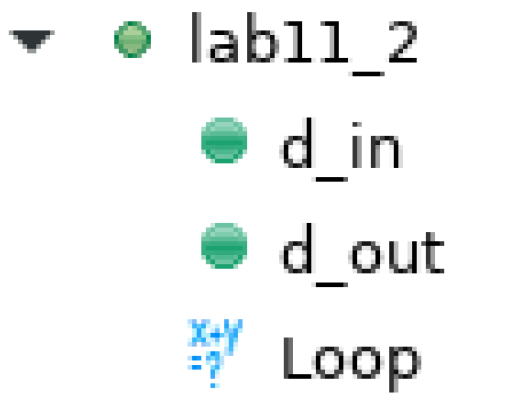 lab11_2
d_in
d_out
x+y
=?
Loop